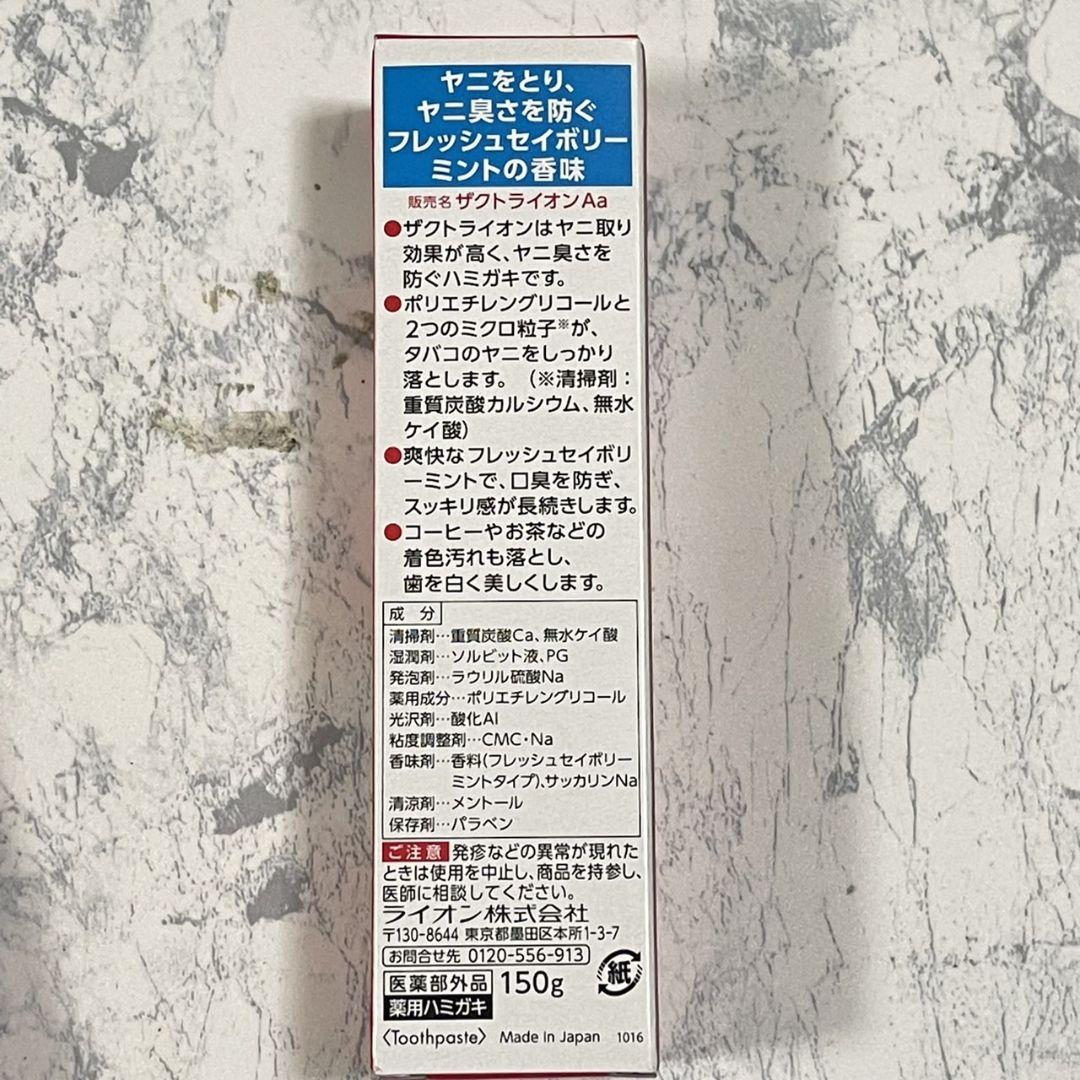 ヤニをとり、
ヤニ臭さを防ぐ
フレッシュセイボリー
ミントの香味
販売名 ザクトライオンAa
●ザクトライオンはヤニ取り
効果が高く、ヤニ臭さを
防ぐハミガキです。
●ポリエチレングリコールと
2つのミクロ粒子※が、
タバコのヤニをしっかり
落とします。(※清掃剤：
重質炭酸カルシウム、無水
ケイ酸)
●爽快なフレッシュセイボリ
ーミントで、口臭を防ぎ、
スッキリ感が長続きします。
●コーヒーやお茶などの
着色汚れも落とし、
歯を白く美しくします。
成分
清掃剤…重質炭酸Ca、無水ケイ酸
湿潤剤…ソルビット液、PG
発泡剤…ラウリル硫酸Na
薬用成分…ポリエチレングリコール
光沢剤…酸化Al
粘度調整剤…CMC・Na
香味剤…香料(フレッシュセイボリー
ミントタイプ)、サッカリンNa
清涼剤…メントール
保存剤…パラベン
ご注意 発疹などの異常が現れた
ときは使用を中止し、商品を持参し、
医師に相談してください。
ライオン株式会社
〒130-8644 東京都墨田区本所1-3-7
お問合せ先 0120-556-913
医薬部外品 150g 紙
薬用ハミガキ
〈Toothpaste〉 Made in Japan 1016